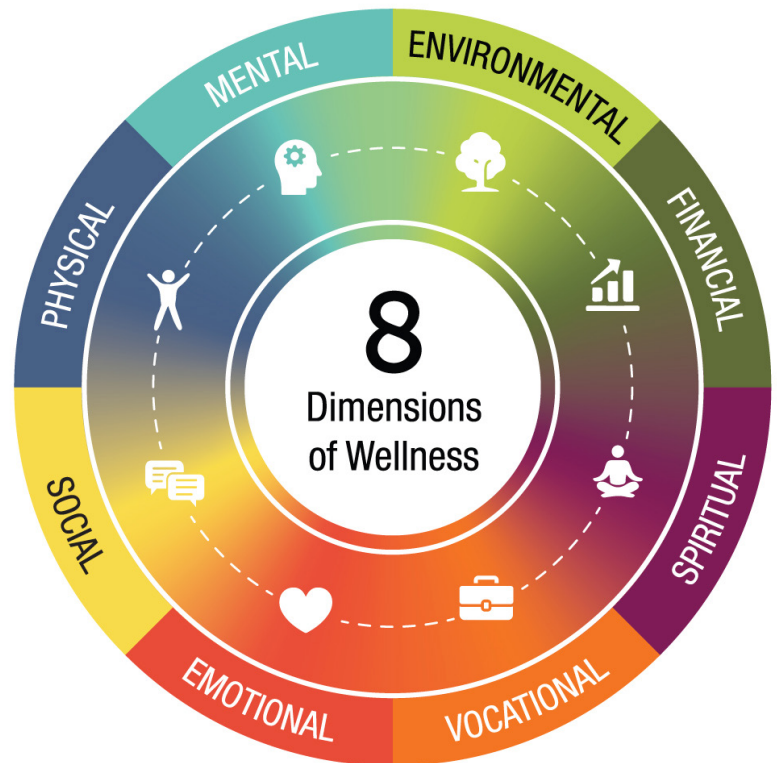 8
Dimensions
of Wellness
ENVIRONMENTAL
FINANCIAL
SPIRITUAL
VOCATIONAL
EMOTIONAL
SOCIAL
PHYSICAL
MENTAL